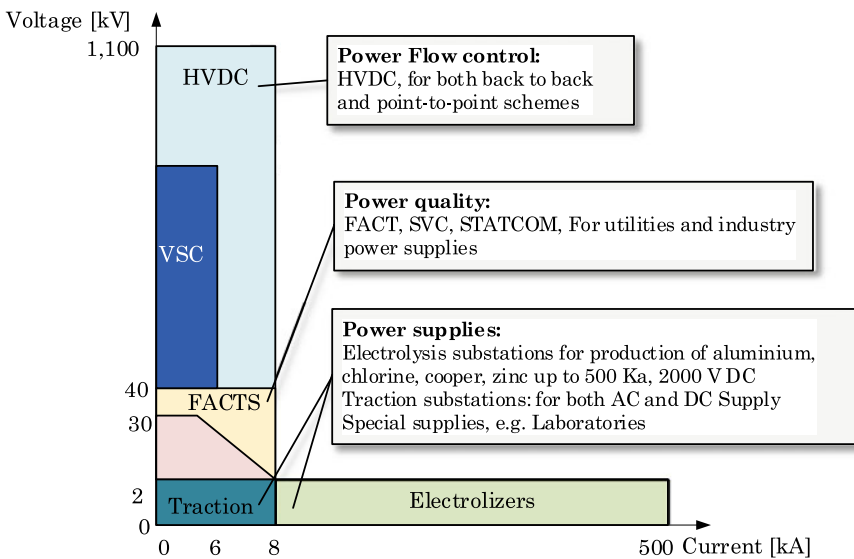 Voltage [kV]
1,100
HVDC
Power Flow control:
HVDC, for both back to back
and point-to-point schemes
VSC
Power quality:
FACT, SVC, STATCOM, For utilities and industry
power supplies
Power supplies:
Electrolysis substations for production of aluminium,
chlorine, cooper, zinc up to 500 Ka, 2000 V DC
Traction substations: for both AC and DC Supply
Special supplies, e.g. Laboratories
40
FACTS
30
2
Traction
Electrolizers
0
0 6 8 500 Current [kA]